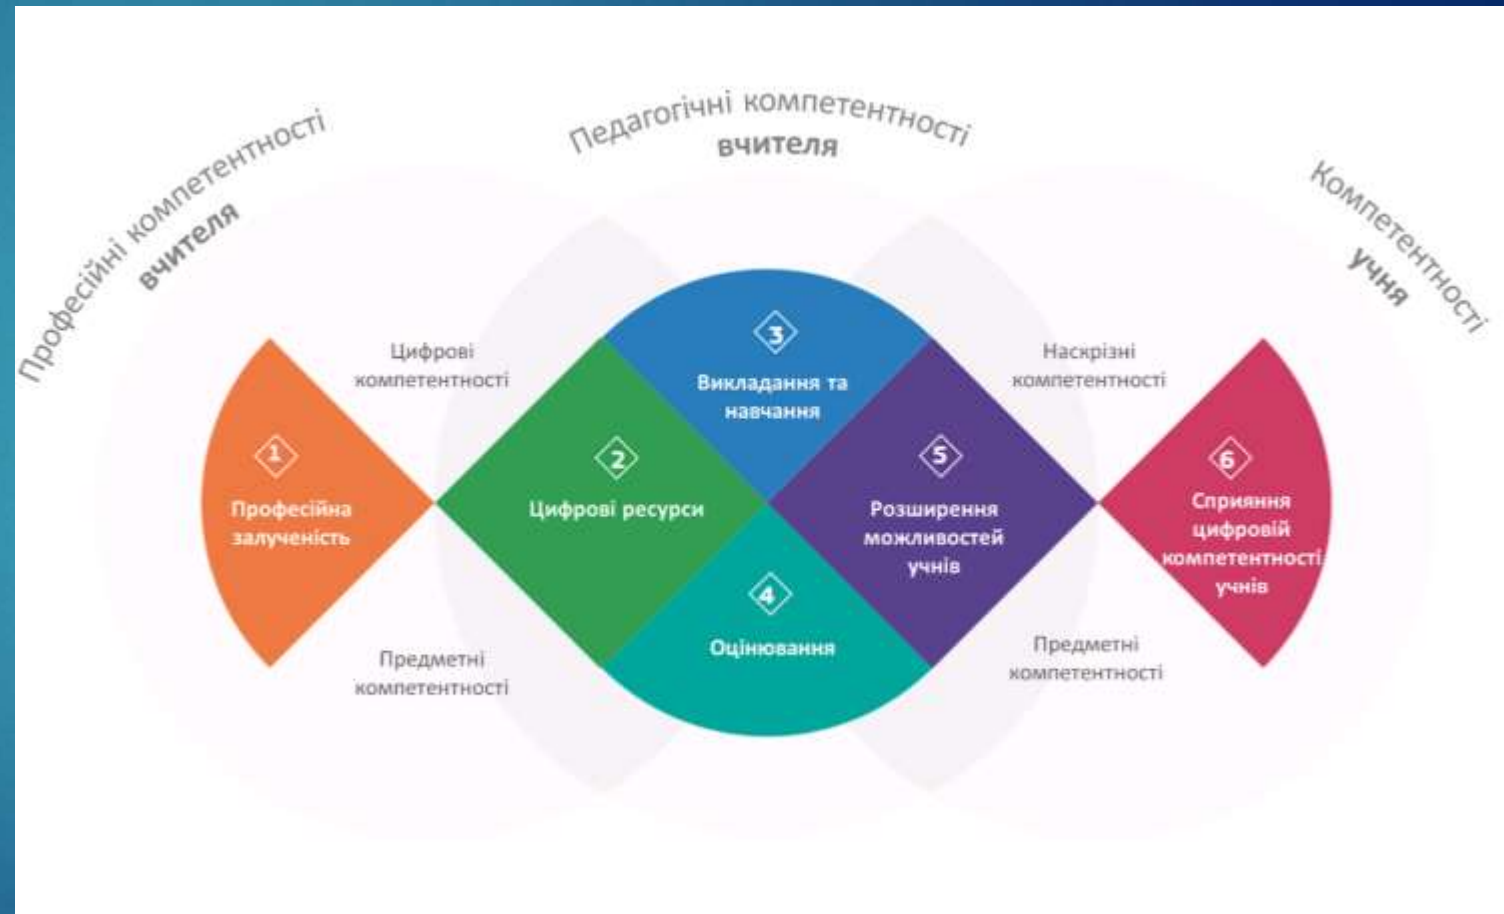 Професійні компетентності
вчителя
Педагогічні компетентності
вчителя
Компетентності
учня
Цифрові
компетентності
Предметні
компетентності
1
Професійна
залученість
2
Цифрові ресурси
3
Викладання та
навчання
4
Оцінювання
5
Розширення
можливостей
учнів
Наскрізні
компетентності
Предметні
компетентності
6
Сприяння
цифровій
компетентності
учнів